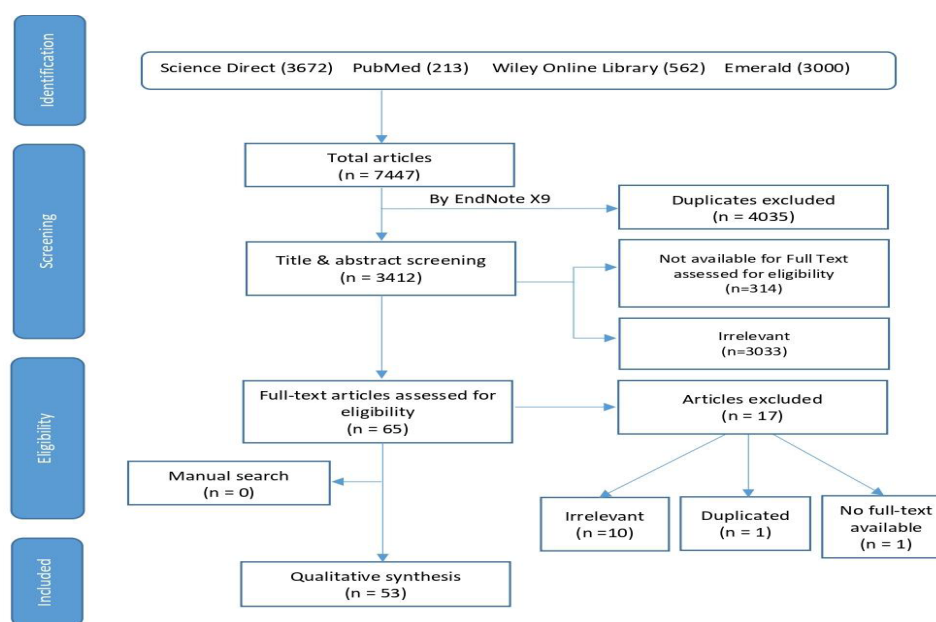 Identification
Science Direct (3672) PubMed (213) Wiley Online Library (562) Emerald (3000)
Screening
Total articles
(n = 7447)
By EndNote X9
Duplicates excluded
(n = 4035)
Title & abstract screening
(n = 3412)
Not available for Full Text
assessed for eligibility
(n=314)
Irrelevant
(n=3033)
Eligibility
Full-text articles assessed for
eligibility
(n = 65)
Articles excluded
(n = 17)
Manual search
(n = 0)
Irrelevant
(n =10)
Duplicated
(n = 1)
No full-text
available
(n = 1)
Included
Qualitative synthesis
(n = 53)